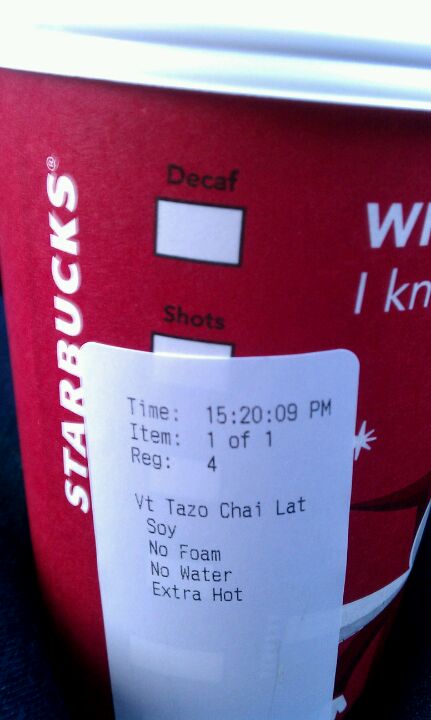 STARBUCKS®
Decaf
Shots
I
Time: 15:20:09 PM
Item: 1 of 1
Reg: 4
Vt Tazo Chai Lat
Soy
No Foam
No Water
Extra Hot